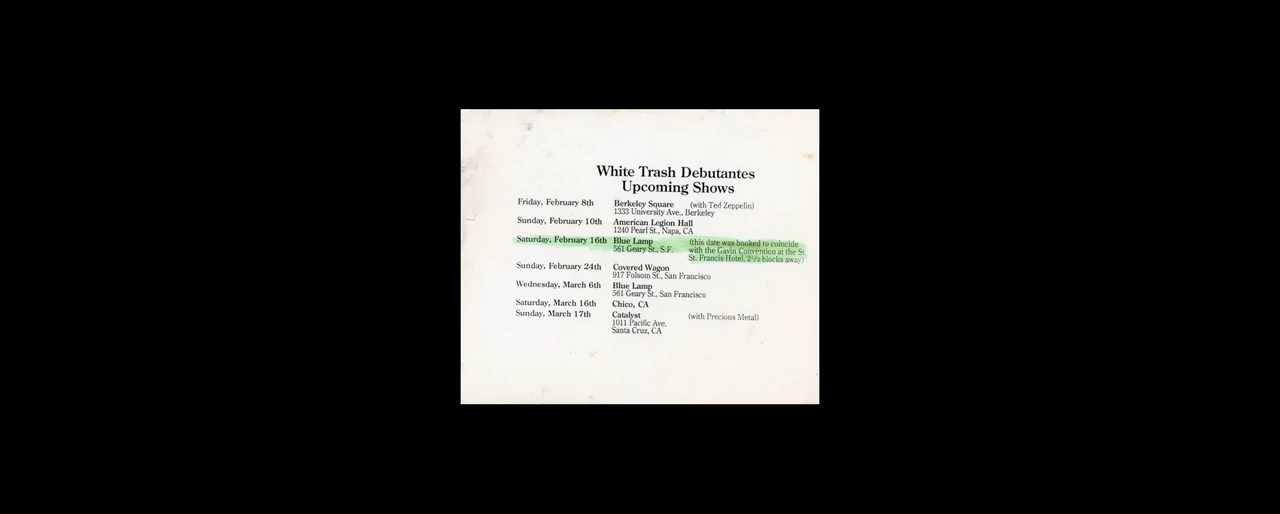 White Trash Debutantes
Upcoming Shows
Friday, February 8th Berkeley Square (with Ted Zeppelin)
1333 University Ave., Berkeley
Sunday, February 10th American Legion Hall
1240 Pearl St., Napa, CA
Saturday, February 16th Blue Lamp (this date was booked to coincide
561 Geary St., S.F. with the Gavin Convention at the St.
St. Francis Hotel, 2½ blocks away)
Sunday, February 24th Covered Wagon
917 Folsom St., San Francisco
Wednesday, March 6th Blue Lamp
561 Geary St., San Francisco
Saturday, March 16th Chico, CA
Sunday, March 17th Catalyst (with Precious Metal)
1011 Pacific Ave.
Santa Cruz, CA